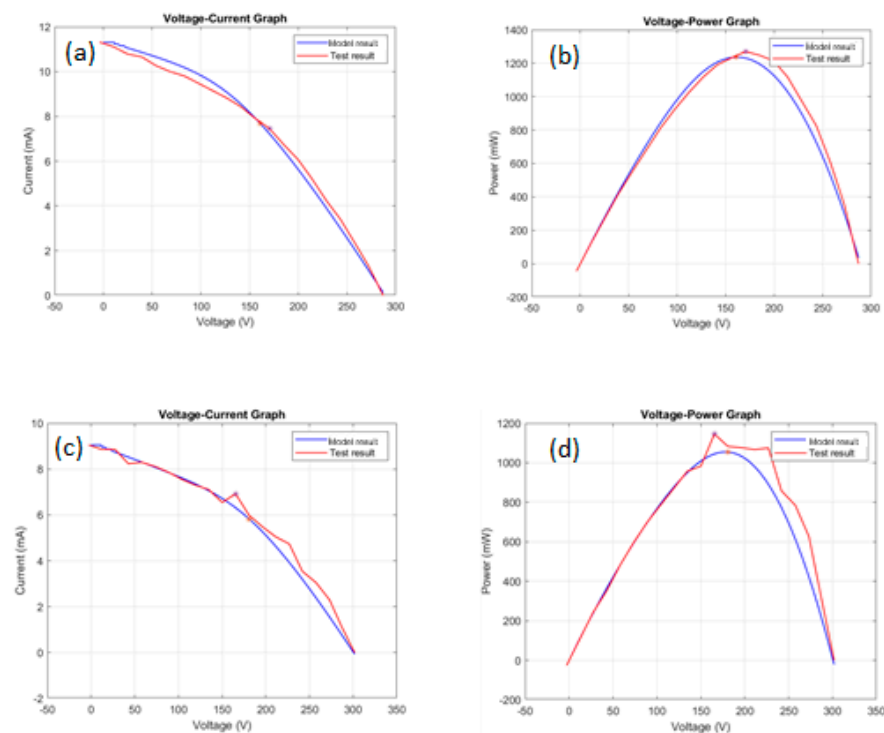 Voltage-Current Graph
(a)
Model result
Test result
12
10
8
6
4
2
0
Current (mA)
-50 0 50 100 150 200 250 300
Voltage (V)
Voltage-Power Graph
(b)
Model result
Test result
1400
1200
1000
800
600
400
200
0
-200
Power (mW)
-50 0 50 100 150 200 250 300
Voltage (V)
Voltage-Current Graph
(c)
Model result
Test result
10
8
6
4
2
0
-2
Current (mA)
-50 0 50 100 150 200 250 300 350
Voltage (V)
Voltage-Power Graph
(d)
Model result
Test result
1200
1000
800
600
400
200
0
-200
Power (mW)
-50 0 50 100 150 200 250 300 350
Voltage (V)